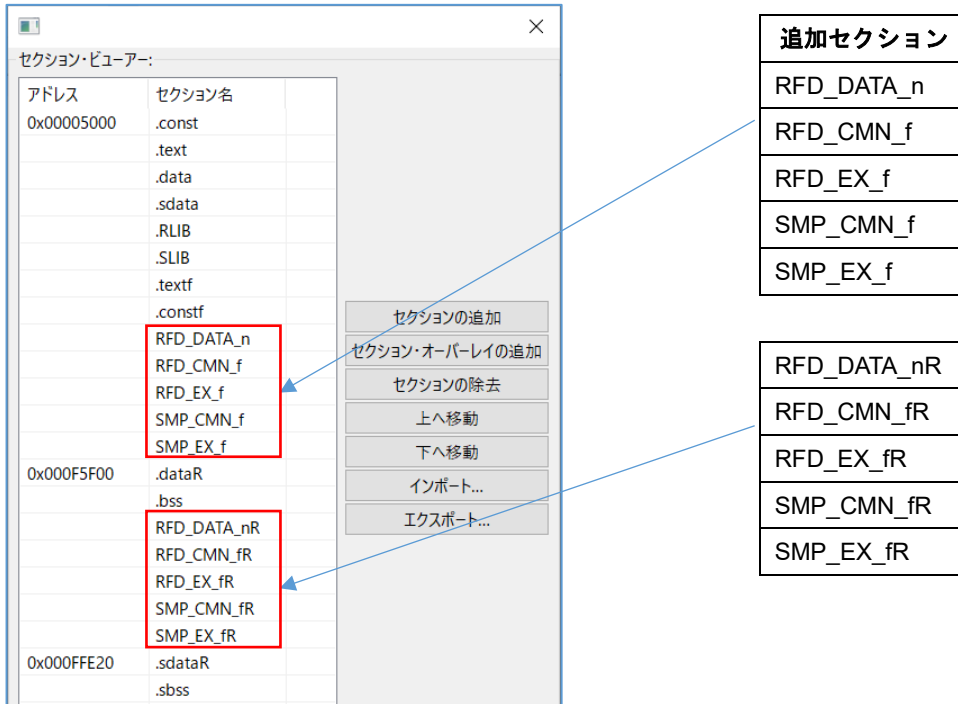 セクション・ビューアー:
アドレス セクション名
0x00005000 .const
.text
.data
.sdata
.RLIB
.SLIB
.textf
.constf
RFD_DATA_n
RFD_CMN_f
RFD_EX_f
SMP_CMN_f
SMP_EX_f
0x000F5F00 .dataR
.bss
RFD_DATA_nR
RFD_CMN_fR
RFD_EX_fR
SMP_CMN_fR
SMP_EX_fR
0x000FFE20 .sdataR
.sbss
セクションの追加
セクション・オーバーレイの追加
セクションの除去
上へ移動
下へ移動
インポート...
エクスポート...
追加セクション
RFD_DATA_n
RFD_CMN_f
RFD_EX_f
SMP_CMN_f
SMP_EX_f
RFD_DATA_nR
RFD_CMN_fR
RFD_EX_fR
SMP_CMN_fR
SMP_EX_fR